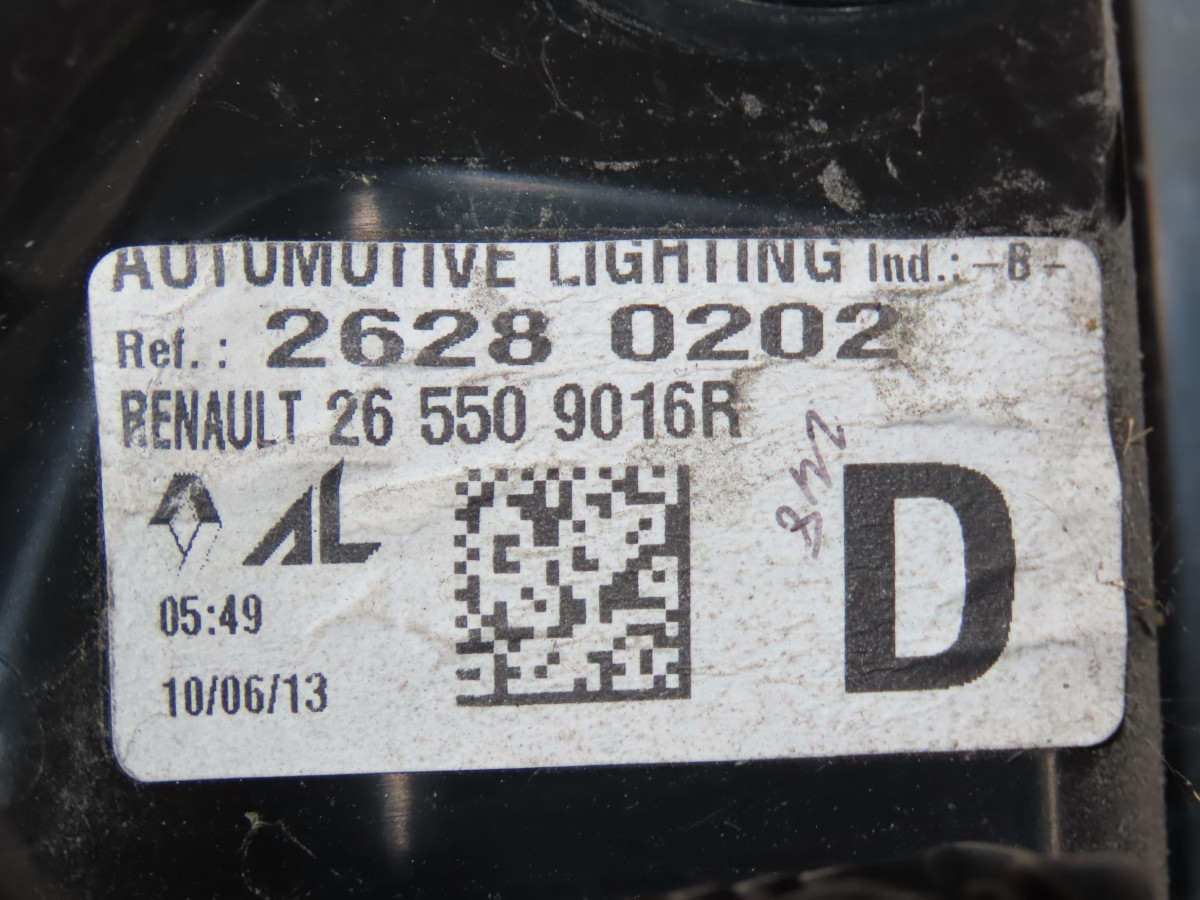 AUTOMOTIVE LIGHTING Ind.: -B-
Ref.: 2628 0202
RENAULT 26 550 9016R
AL
D
05:49
10/06/13